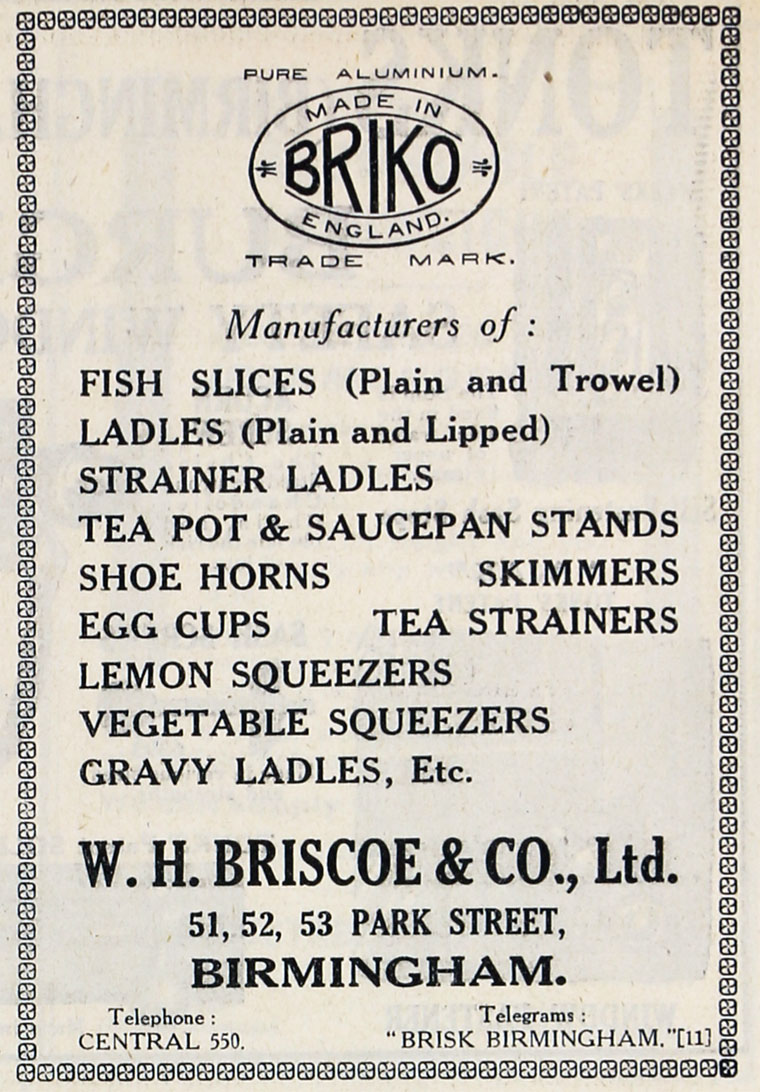 PURE ALUMINIUM.
MADE IN
BRIKO
ENGLAND.
TRADE MARK.
Manufacturers of :
FISH SLICES (Plain and Trowel)
LADLES (Plain and Lipped)
STRAINER LADLES
TEA POT & SAUCEPAN STANDS
SHOE HORNS SKIMMERS
EGG CUPS TEA STRAINERS
LEMON SQUEEZERS
VEGETABLE SQUEEZERS
GRAVY LADLES, Etc.
W. H. BRISCOE & CO., Ltd.
51, 52, 53 PARK STREET,
BIRMINGHAM.
Telephone : Telegrams :
CENTRAL 550. "BRISK BIRMINGHAM."[11]